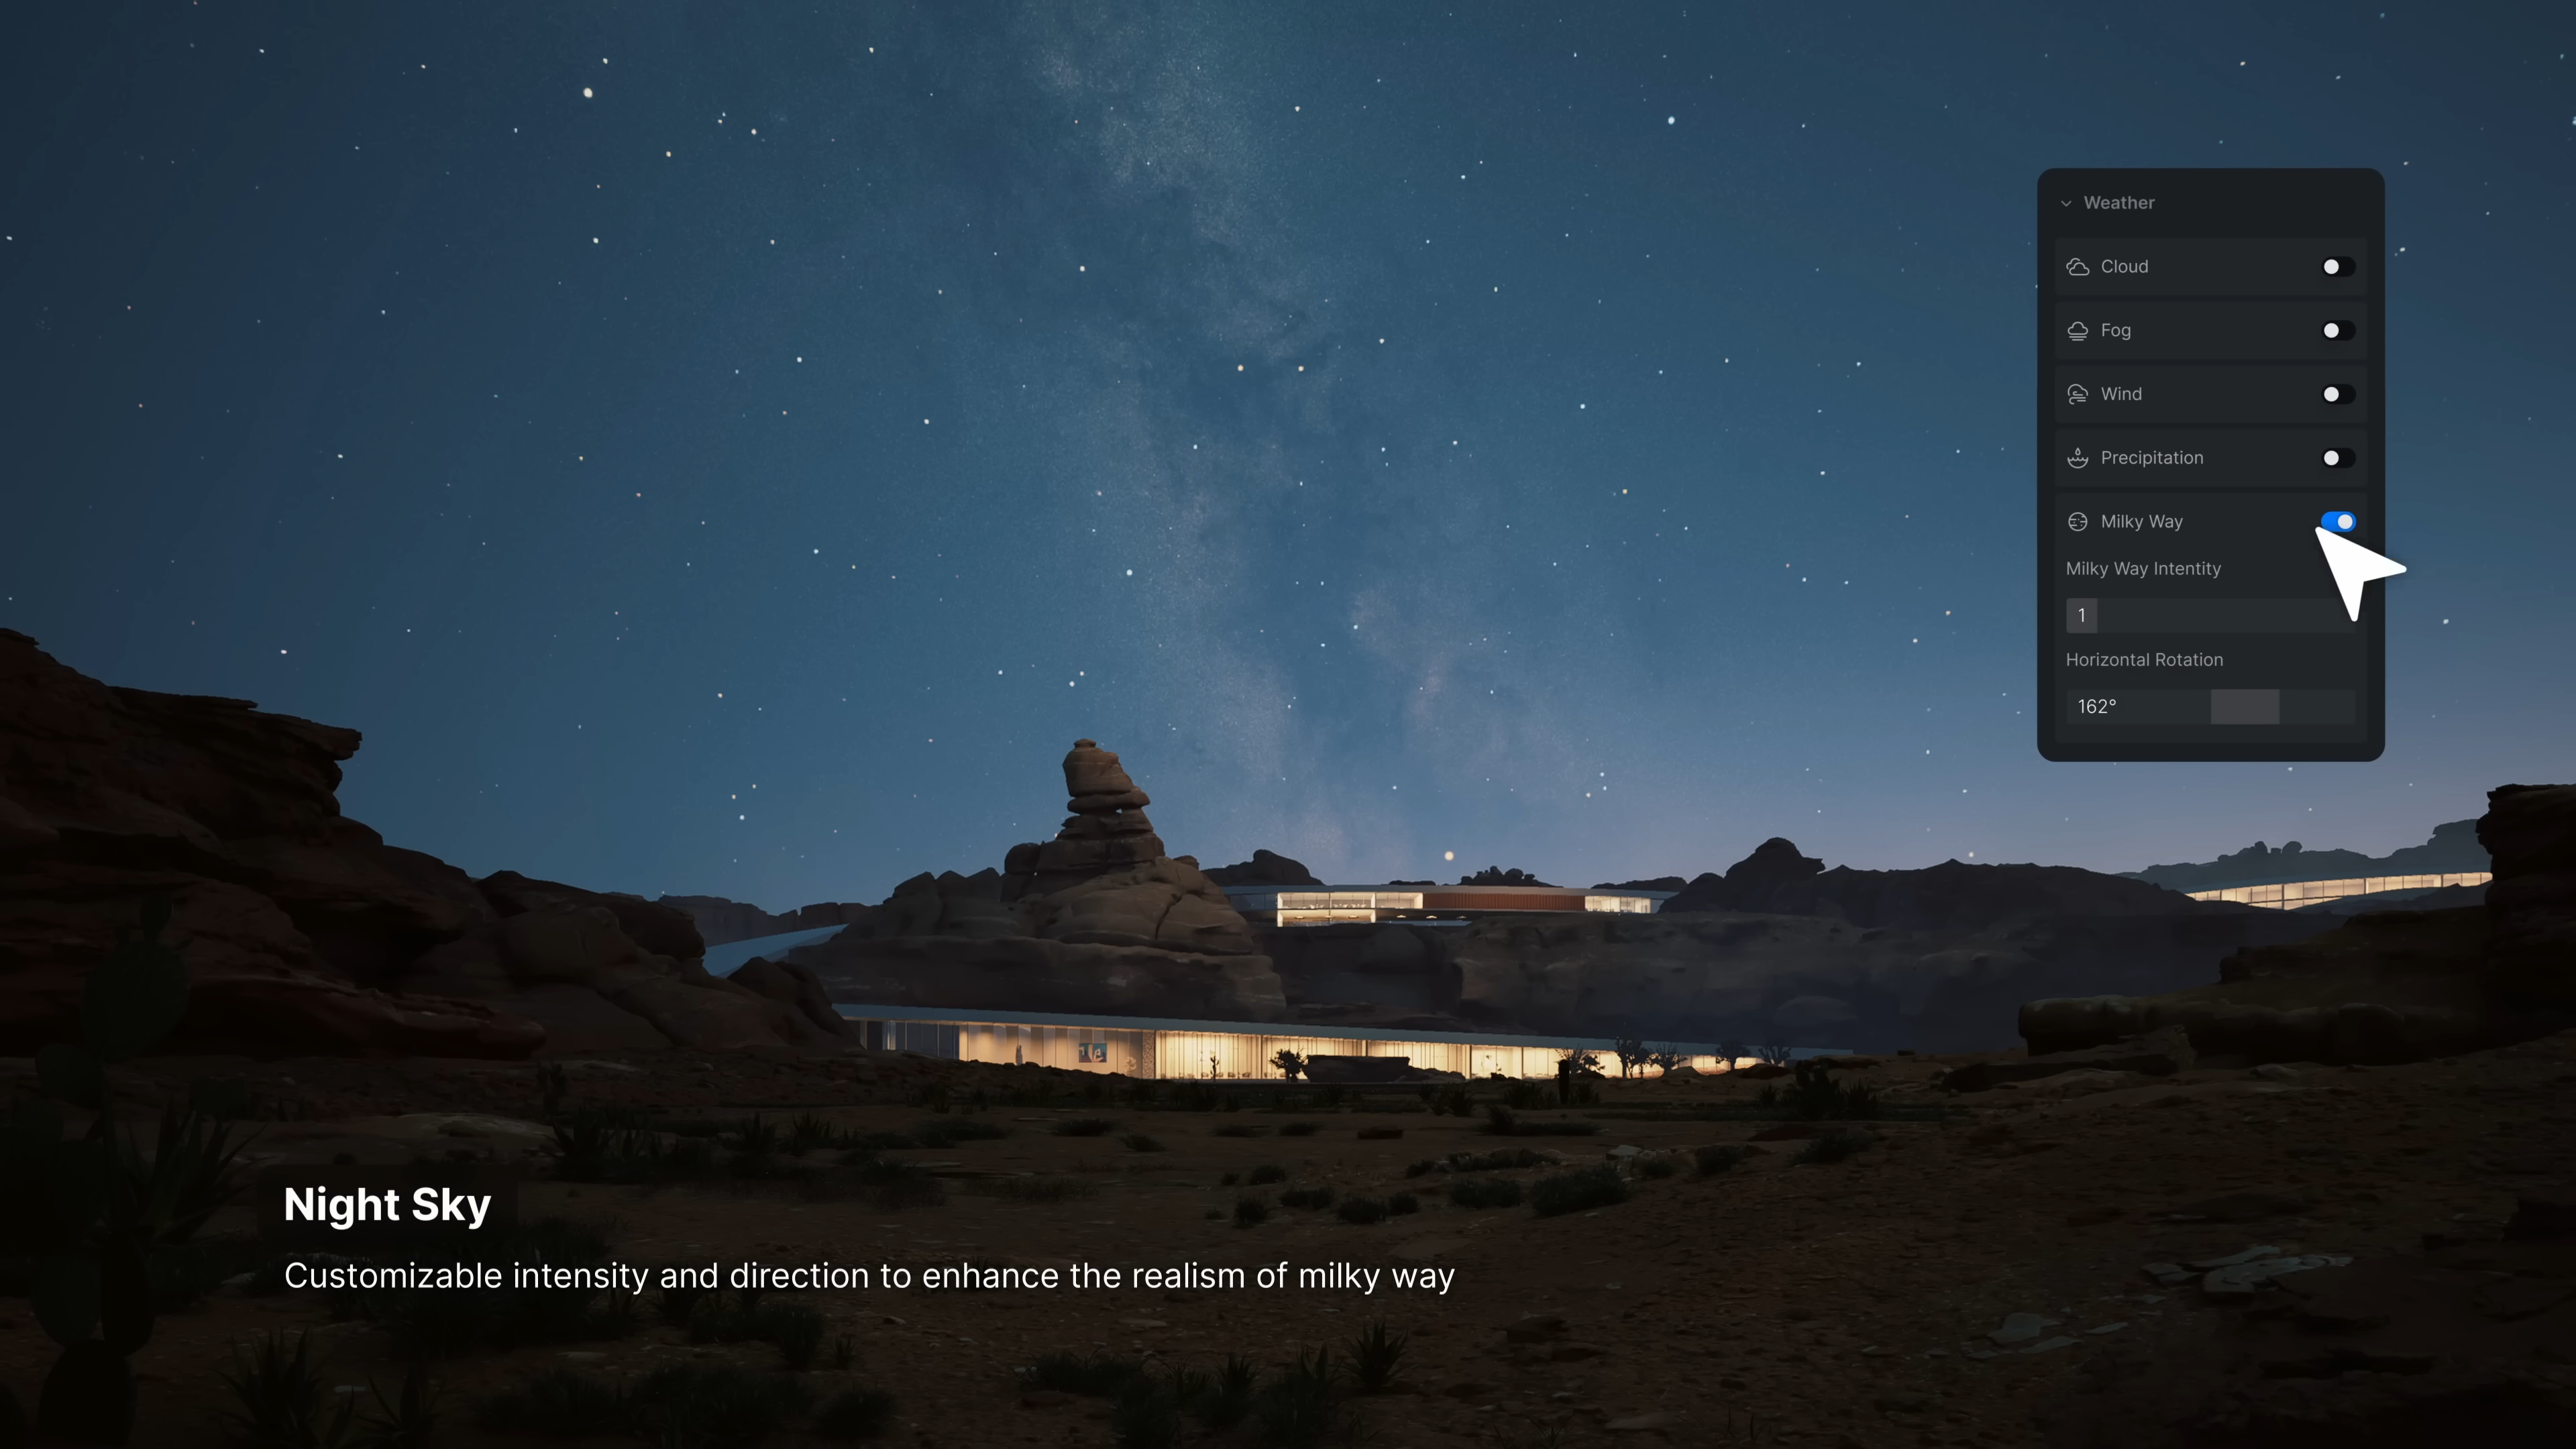 Weather
Cloud
Fog
Wind
Precipitation
Milky Way
Milky Way Intentity
1
Horizontal Rotation
162°
Night Sky
Customizable intensity and direction to enhance the realism of milky way